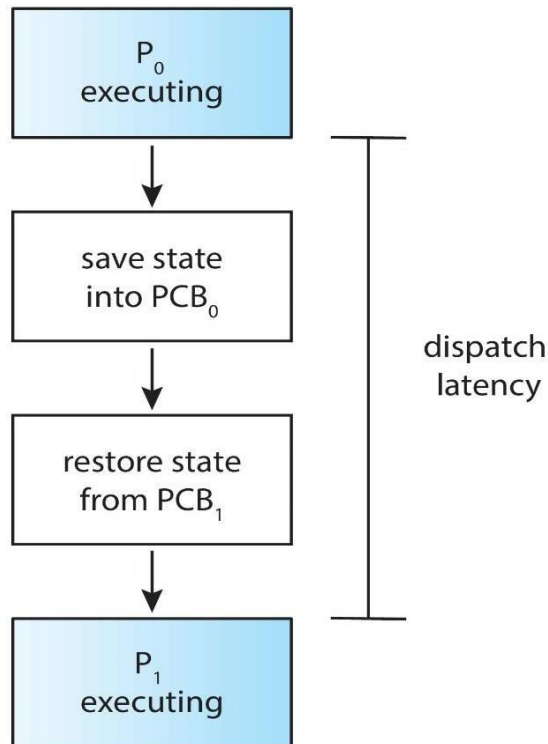 P₀
executing
save state
into PCB₀
dispatch
latency
restore state
from PCB₁
P₁
executing